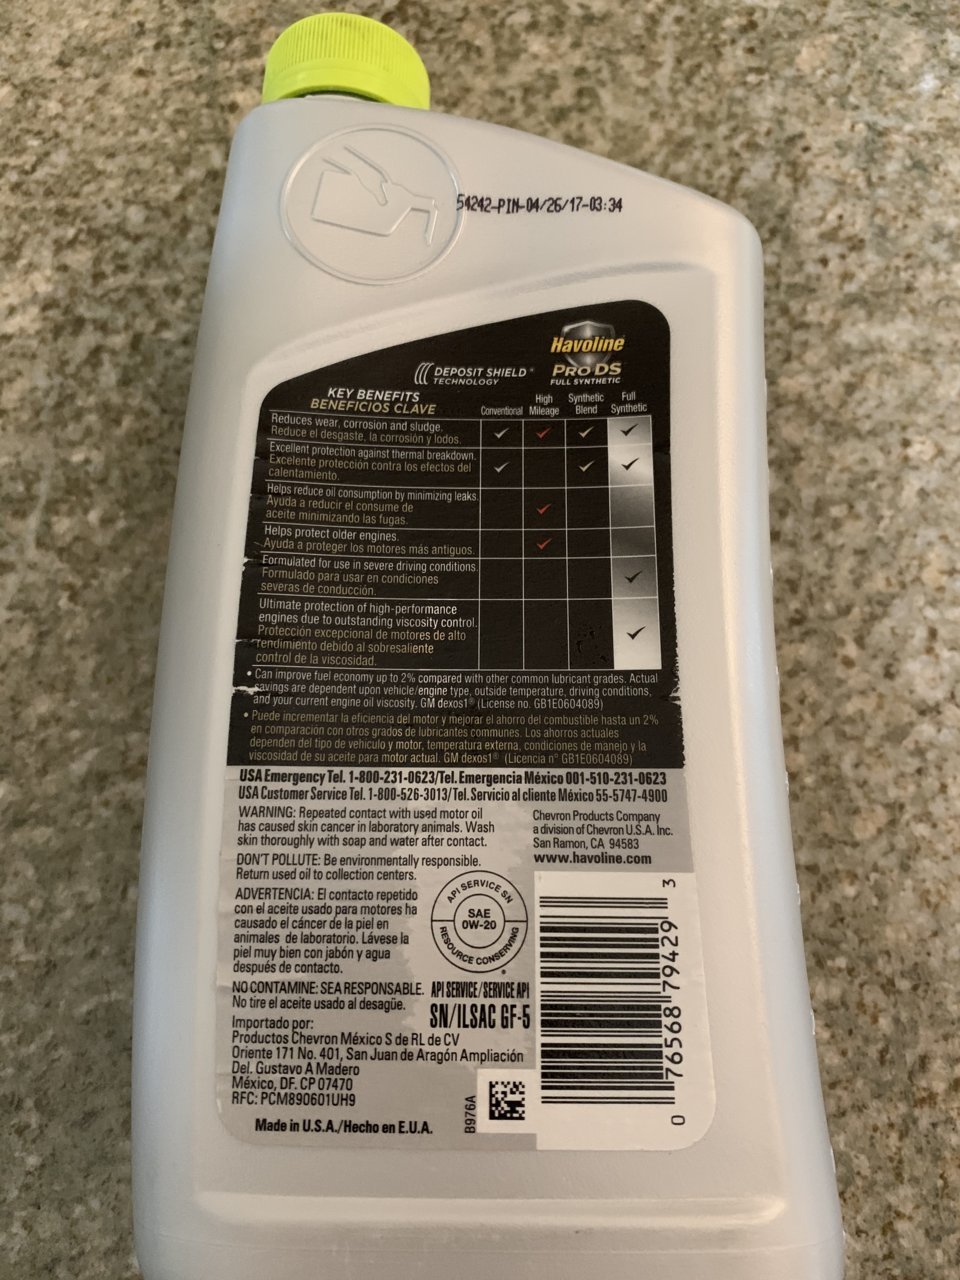 54242-PIN-04/26/17-03:34
Havoline
PRO DS
FULL SYNTHETIC
DEPOSIT SHIELD®
TECHNOLOGY
KEY BENEFITS
BENEFICIOS CLAVE
Conventional
High
Mileage
Synthetic
Blend
Full
Synthetic
Reduces wear, corrosion and sludge.
Reduce el desgaste, la corrosión y lodos.
Excellent protection against thermal breakdown.
Excelente protección contra los efectos del
calentamiento.
Helps reduce oil consumption by minimizing leaks.
Ayuda a reducir el consume de
aceite minimizando las fugas.
Helps protect older engines.
Ayuda a proteger los motores más antiguos.
Formulated for use in severe driving conditions.
Formulado para usar en condiciones
severas de conducción.
Ultimate protection of high-performance
engines due to outstanding viscosity control.
Protección excepcional de motores de alto
rendimiento debido al sobresaliente
control de la viscosidad.
• Can improve fuel economy up to 2% compared with other common lubricant grades. Actual
savings are dependent upon vehicle/engine type, outside temperature, driving conditions,
and your current engine oil viscosity. GM dexos1® (License no. GB1E0604089)
• Puede incrementar la eficiencia del motor y mejorar el ahorro del combustible hasta un 2%
en comparación con otros grados de lubricantes communes. Los ahorros actuales
dependen del tipo de vehiculo y motor, temperatura externa, condiciones de manejo y la
viscosidad de su aceite para motor actual. GM dexos1® (Licencia n° GB1E0604089)
USA Emergency Tel. 1-800-231-0623/Tel. Emergencia México 001-510-231-0623
USA Customer Service Tel. 1-800-526-3013/Tel. Servicio al cliente México 55-5747-4900
WARNING: Repeated contact with used motor oil
has caused skin cancer in laboratory animals. Wash
skin thoroughly with soap and water after contact.
DON'T POLLUTE: Be environmentally responsible.
Return used oil to collection centers.
Chevron Products Company
a division of Chevron U.S.A. Inc.
San Ramon, CA 94583
www.havoline.com
ADVERTENCIA: El contacto repetido
con el aceite usado para motores ha
causado el cáncer de la piel en
animales de laboratorio. Lávese la
piel muy bien con jabón y agua
después de contacto.
NO CONTAMINE: SEA RESPONSABLE.
No tire el aceite usado al desagüe.
API SERVICE SN
SAE
0W-20
RESOURCE CONSERVING
API SERVICE/SERVICE API
SN/ILSAC GF-5
Importado por:
Productos Chevron México S de RL de CV
Oriente 171 No. 401, San Juan de Aragón Ampliación
Del. Gustavo A Madero
México, DF. CP 07470
RFC: PCM890601UH9
Made in U.S.A./Hecho en E.U.A.
B976A
0 76568 79429 3